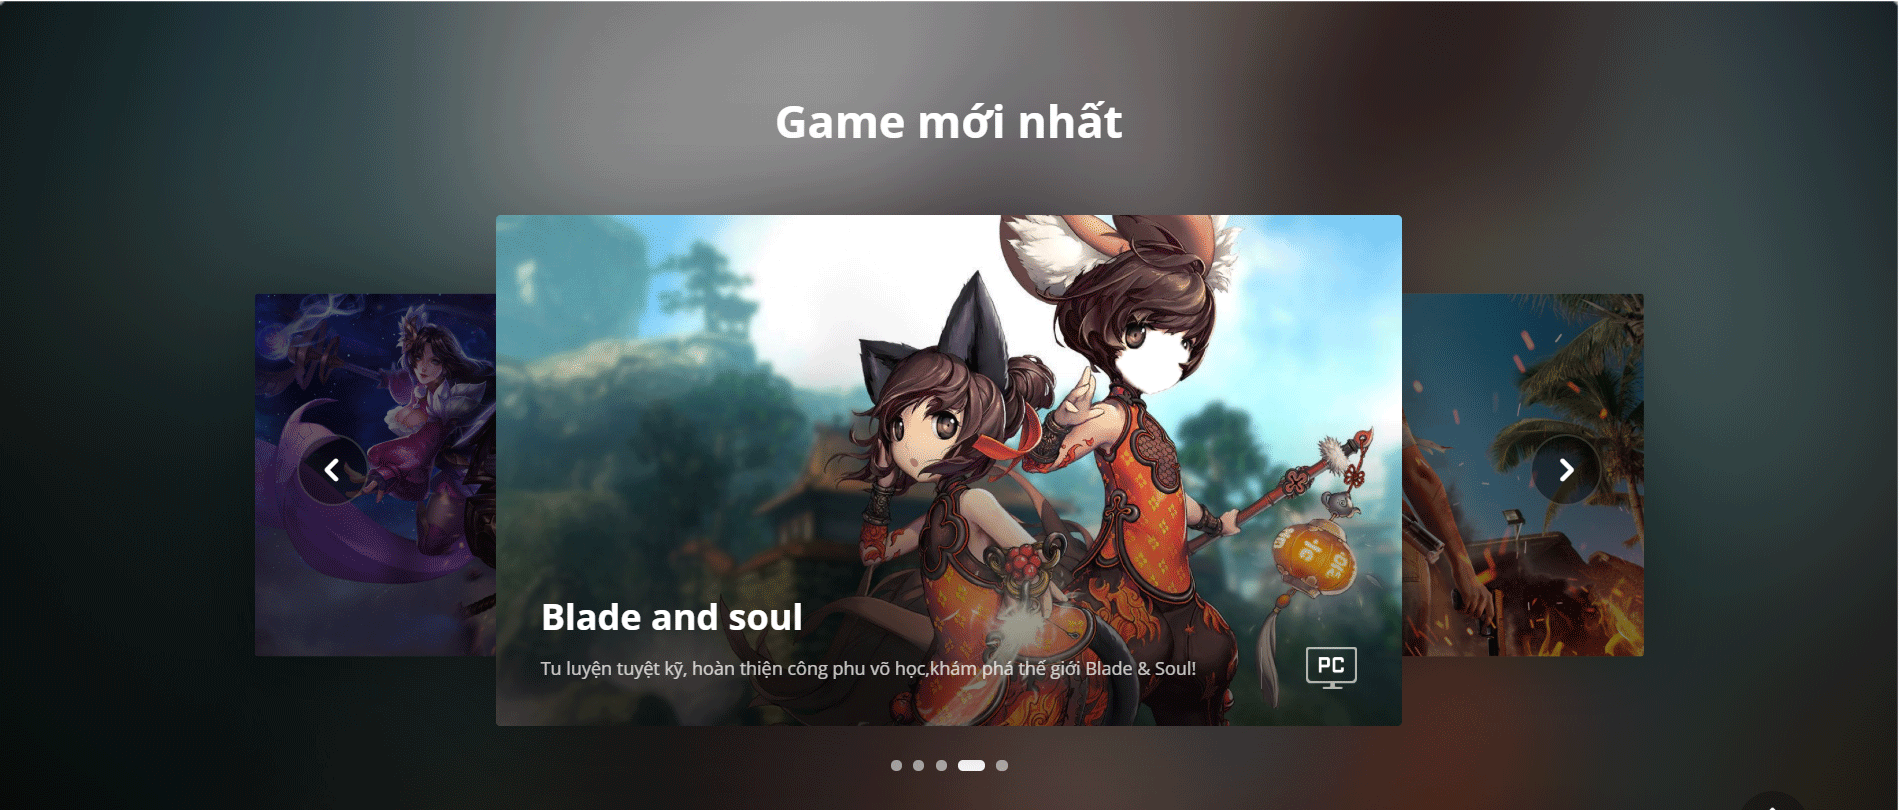 Game mới nhất
Blade and soul
Tu luyện tuyệt kỹ, hoàn thiện công phu võ học,khám phá thế giới Blade & Soul!
PC